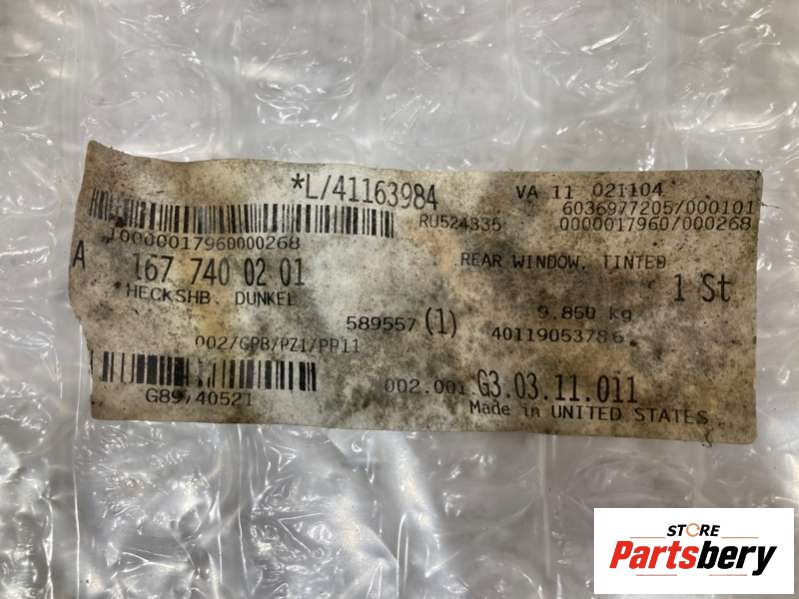 *L/41163984
VA 11 021104
RU524335
6036977205/000101
T0000017960000268
0000017960/000268
A 167 740 02 01
REAR WINDOW, TINTED
1 St
HECKSHB. DUNKEL
589557 (1)
9.850 kg
40119053786
002/GPB/PZ1/PP11
002.001 G3.03.11.011
G89/40521
Made in UNITED STATES
STORE
Partsbery